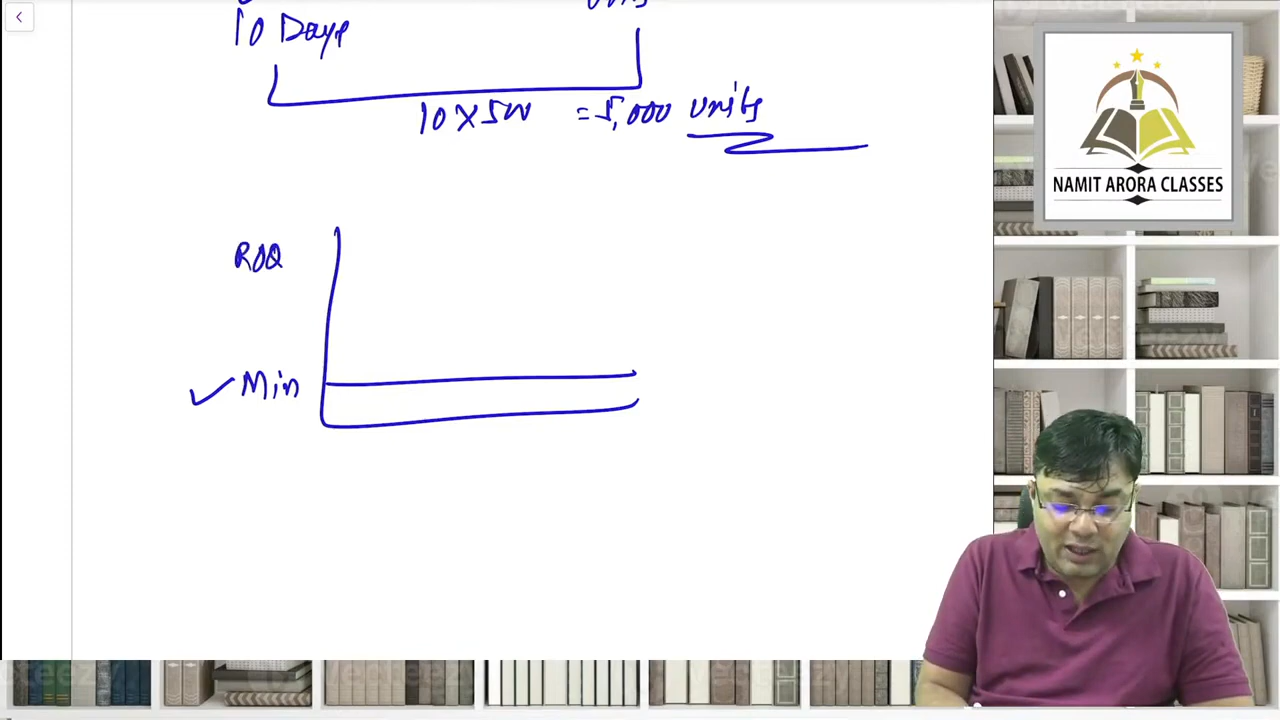 10 Days
10 X 500 = 5,000 units
ROQ
✓ Min
NAMIT ARORA CLASSES